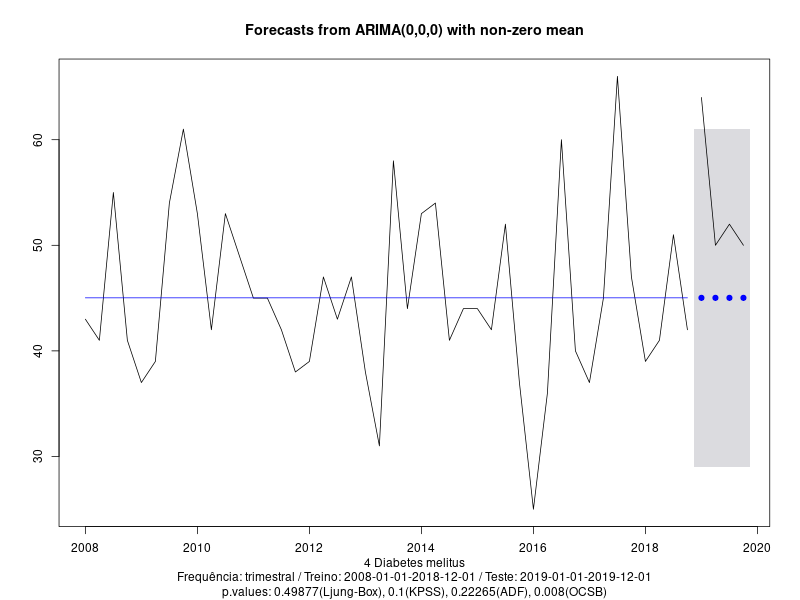 Forecasts from ARIMA(0,0,0) with non-zero mean
60
50
40
30
2008 2010 2012 2014 2016 2018 2020
4 Diabetes melitus
Frequência: trimestral / Treino: 2008-01-01-2018-12-01 / Teste: 2019-01-01-2019-12-01
p.values: 0.49877(Ljung-Box), 0.1(KPSS), 0.22265(ADF), 0.008(OCSB)